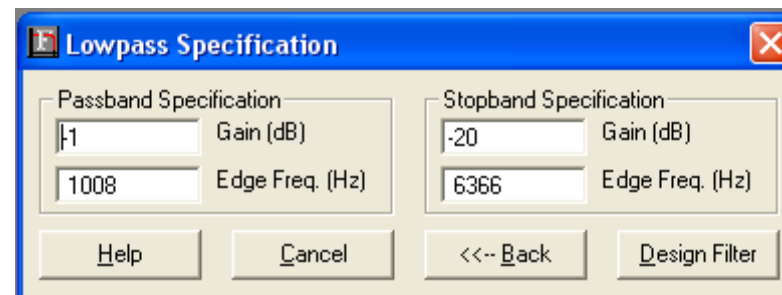 Lowpass Specification
Passband Specification
-1 Gain (dB)
1008 Edge Freq. (Hz)
Stopband Specification
-20 Gain (dB)
6366 Edge Freq. (Hz)
Help Cancel <<-- Back Design Filter